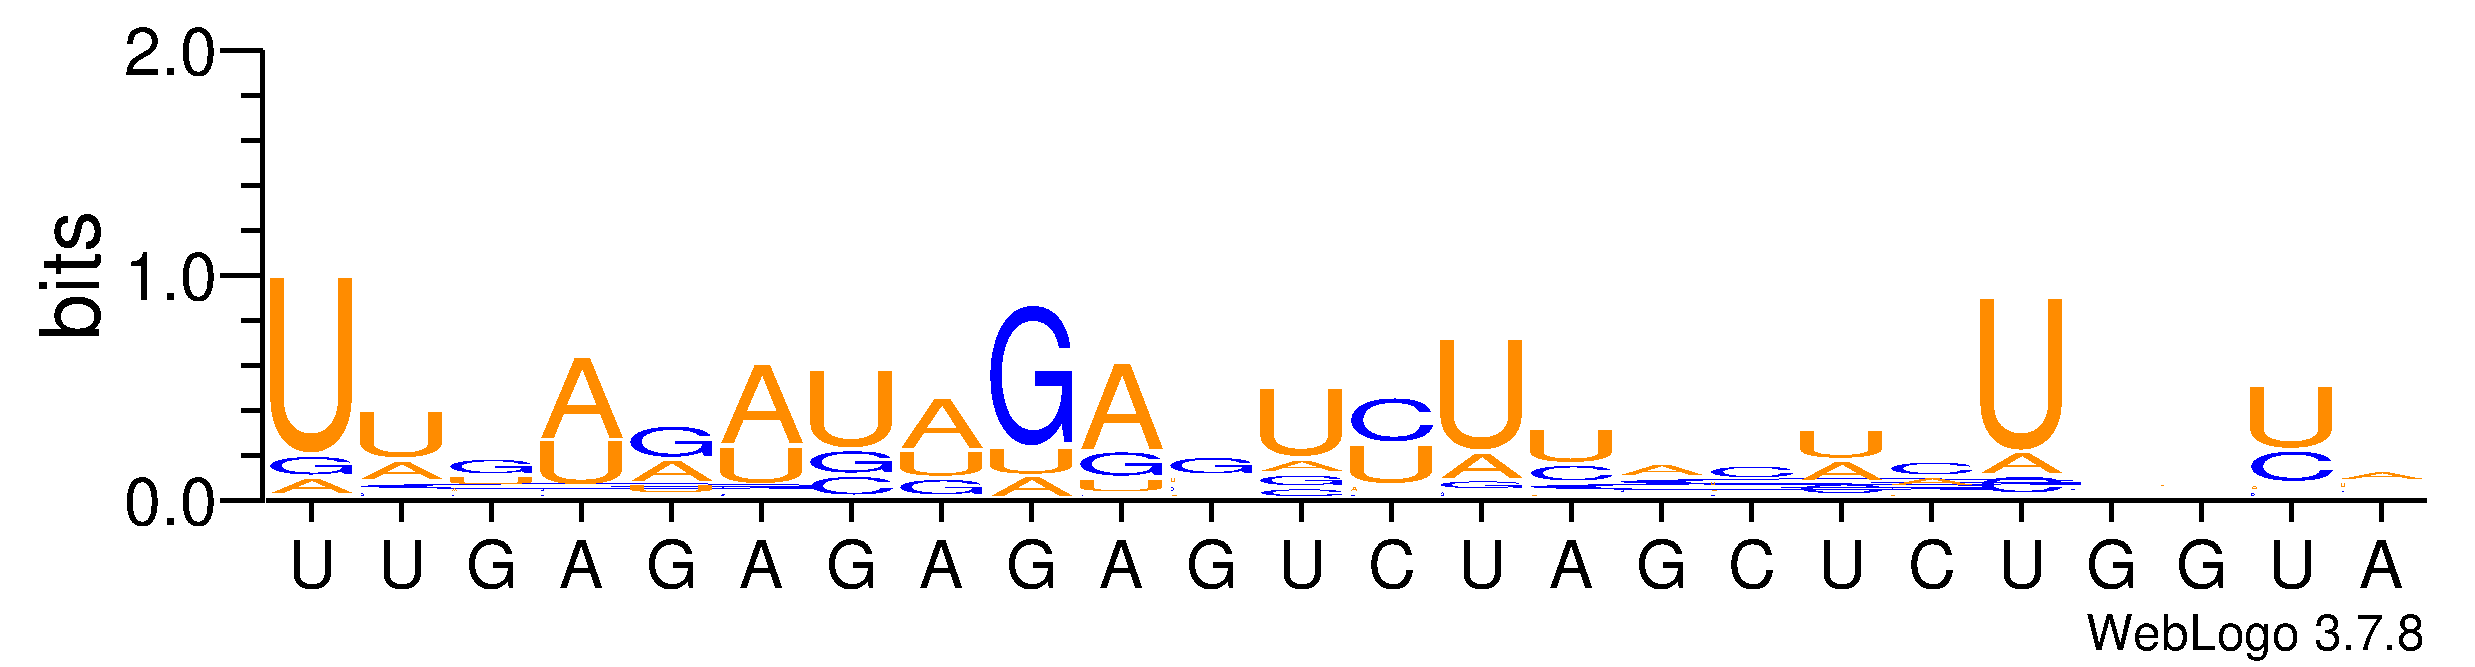 2.0
bits
1.0
0.0
U U G A G A G A G A G U C U A G C U C U G G U A
WebLogo 3.7.8